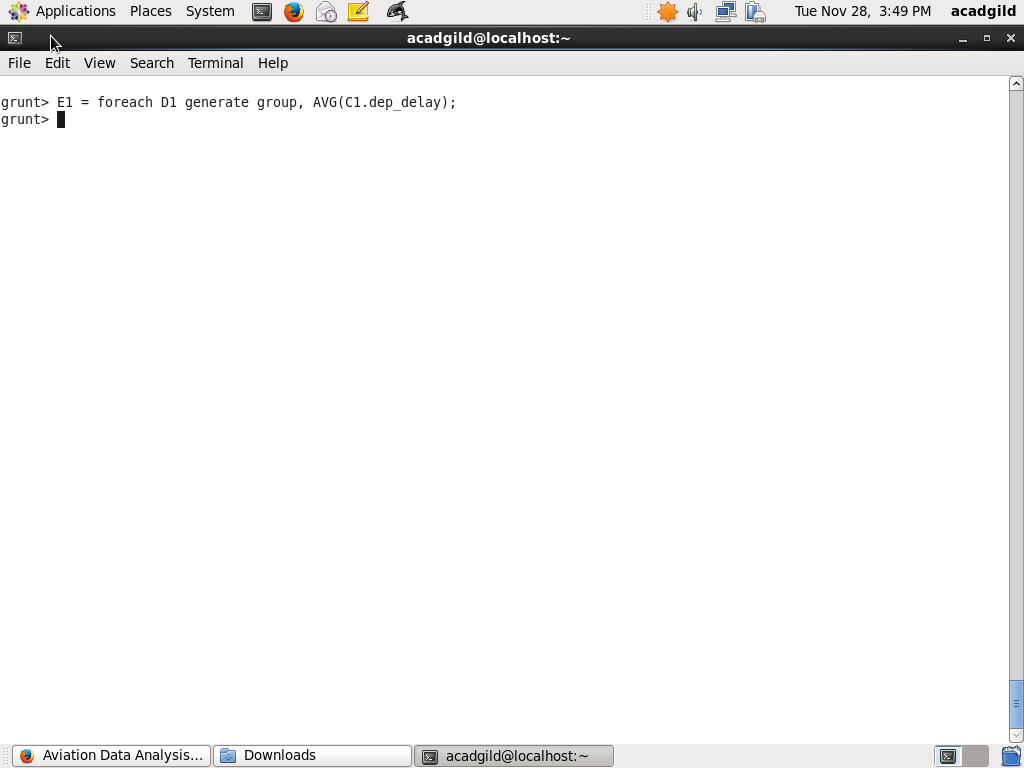 Applications Places System Tue Nov 28, 3:49 PM acadgild
acadgild@localhost:~
File Edit View Search Terminal Help
grunt> E1 = foreach D1 generate group, AVG(C1.dep_delay);
grunt>
Aviation Data Analysis... Downloads acadgild@localhost:~